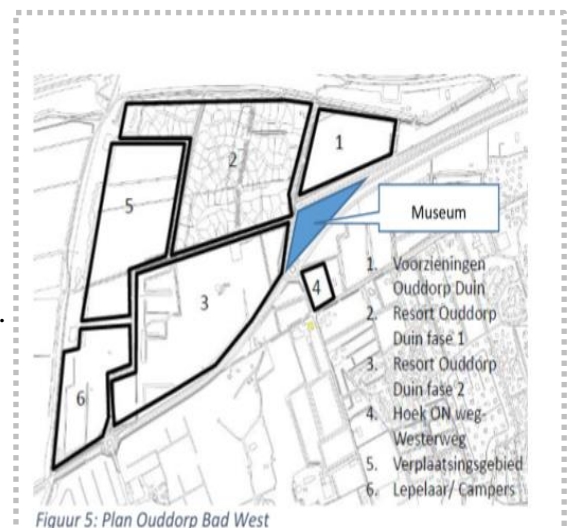 1
2
5
Museum
3
4
6
1. Voorzieningen
Ouddorp Duin
2. Resort Ouddorp
Duin fase 1
3. Resort Ouddorp
Duin fase 2
4. Hoek ON weg-
Westerweg
5. Verplaatsingsgebied
6. Lepelaar/ Campers
.
Figuur 5: Plan Ouddorp Bad West